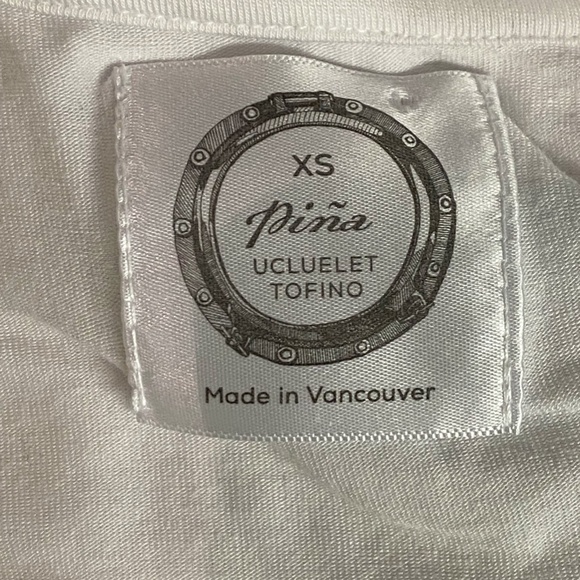 XS
Piña
UCLUELET
TOFINO
Made in Vancouver